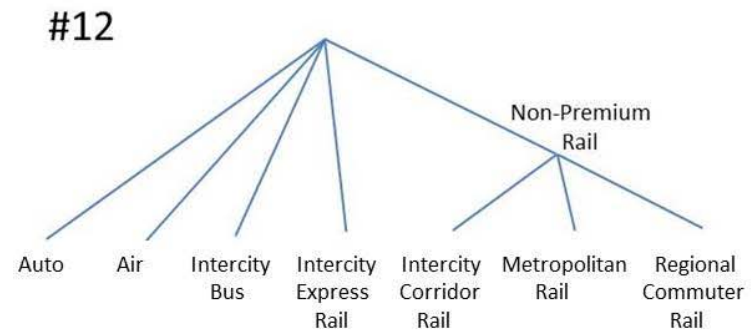 #12
Non-Premium
Rail
Auto
Air
Intercity
Bus
Intercity
Express
Rail
Intercity
Corridor
Rail
Metropolitan
Rail
Regional
Commuter
Rail